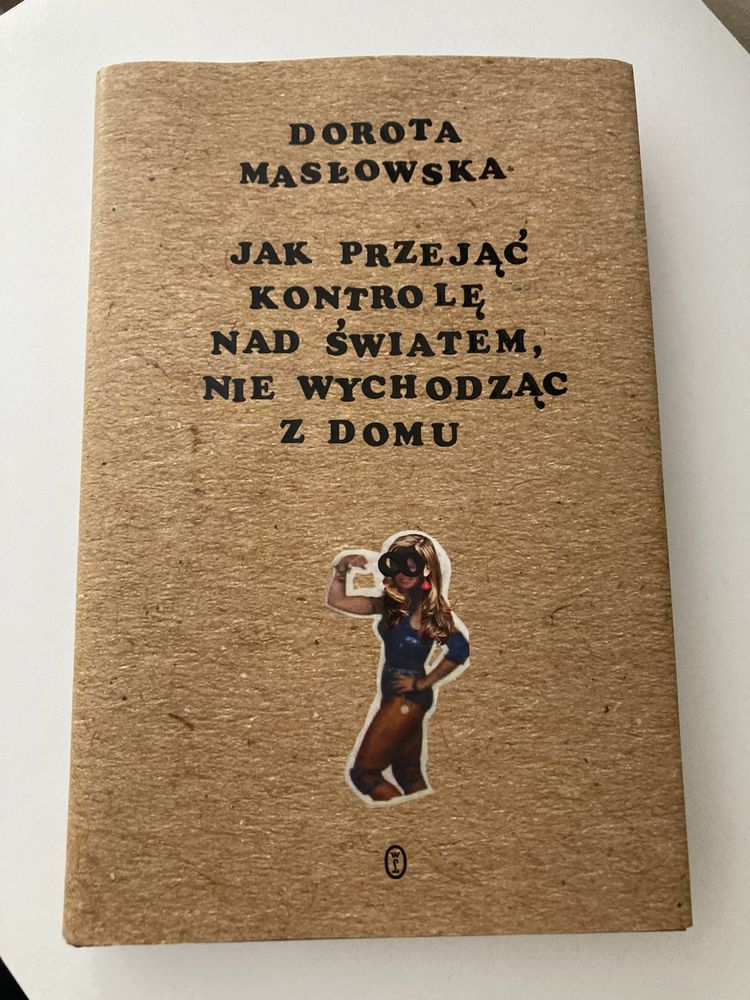 DOROTA
MASŁOWSKA
JAK PRZEJĄĆ
KONTROLĘ
NAD ŚWIATEM,
NIE WYCHODZĄC
Z DOMU